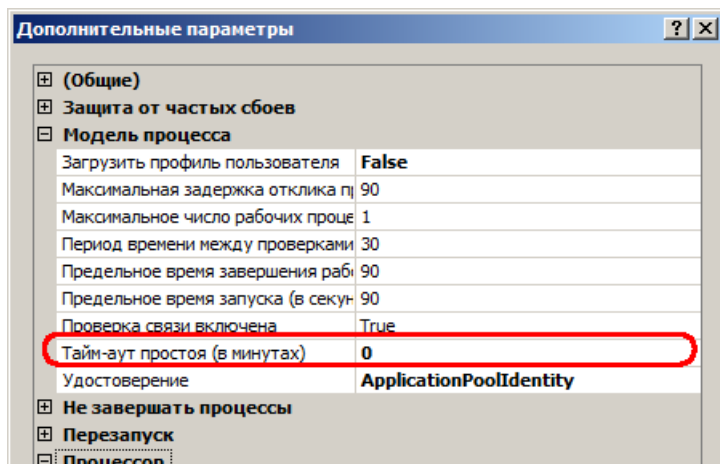 Дополнительные параметры ? X
(Общие)
Защита от частых сбоев
Модель процесса
Загрузить профиль пользователя False
Максимальная задержка отклика п 90
Максимальное число рабочих проце 1
Период времени между проверками 30
Предельное время завершения раб 90
Предельное время запуска (в секун 90
Проверка связи включена True
Тайм-аут простоя (в минутах) 0
Удостоверение ApplicationPoolIdentity
Не завершать процессы
Перезапуск
Процессор